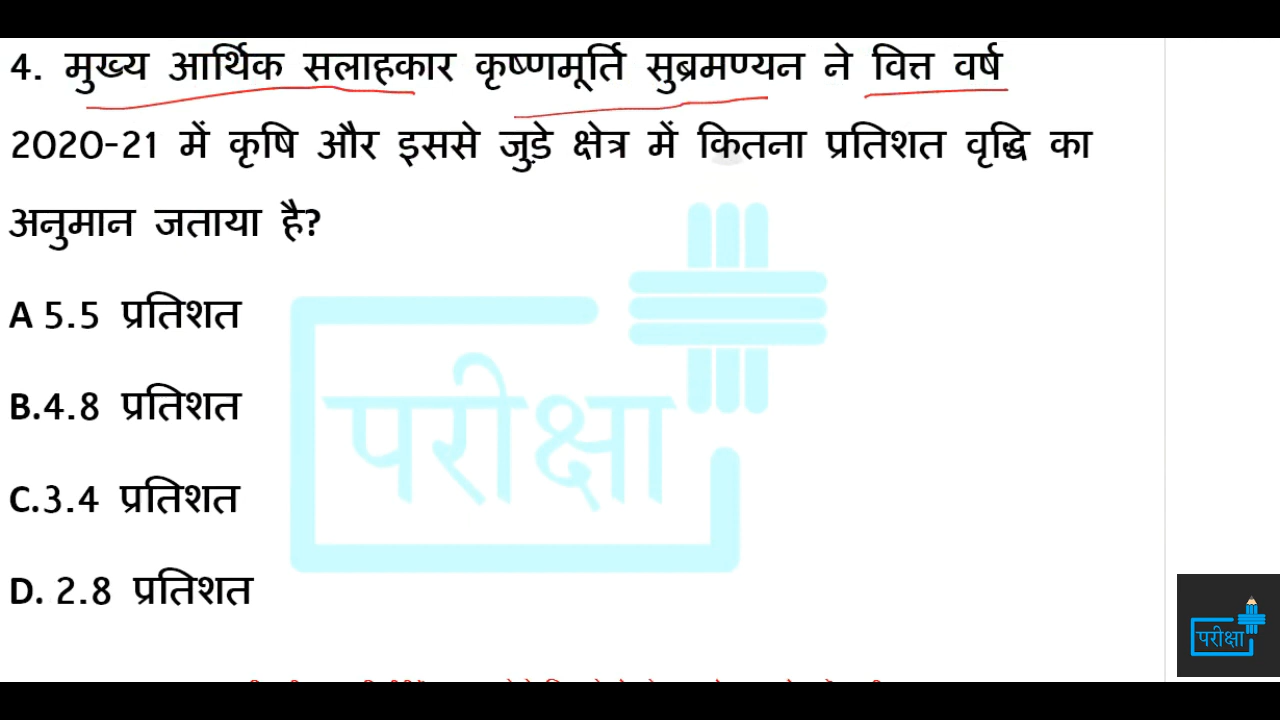 4. मुख्य आर्थिक सलाहकार कृष्णमूर्ति सुब्रमण्यन ने वित्त वर्ष
2020-21 में कृषि और इससे जुड़े क्षेत्र में कितना प्रतिशत वृद्धि का
अनुमान जताया है?
A 5.5 प्रतिशत
B.4.8 प्रतिशत
C.3.4 प्रतिशत
D. 2.8 प्रतिशत
परीक्षा
परीक्षा